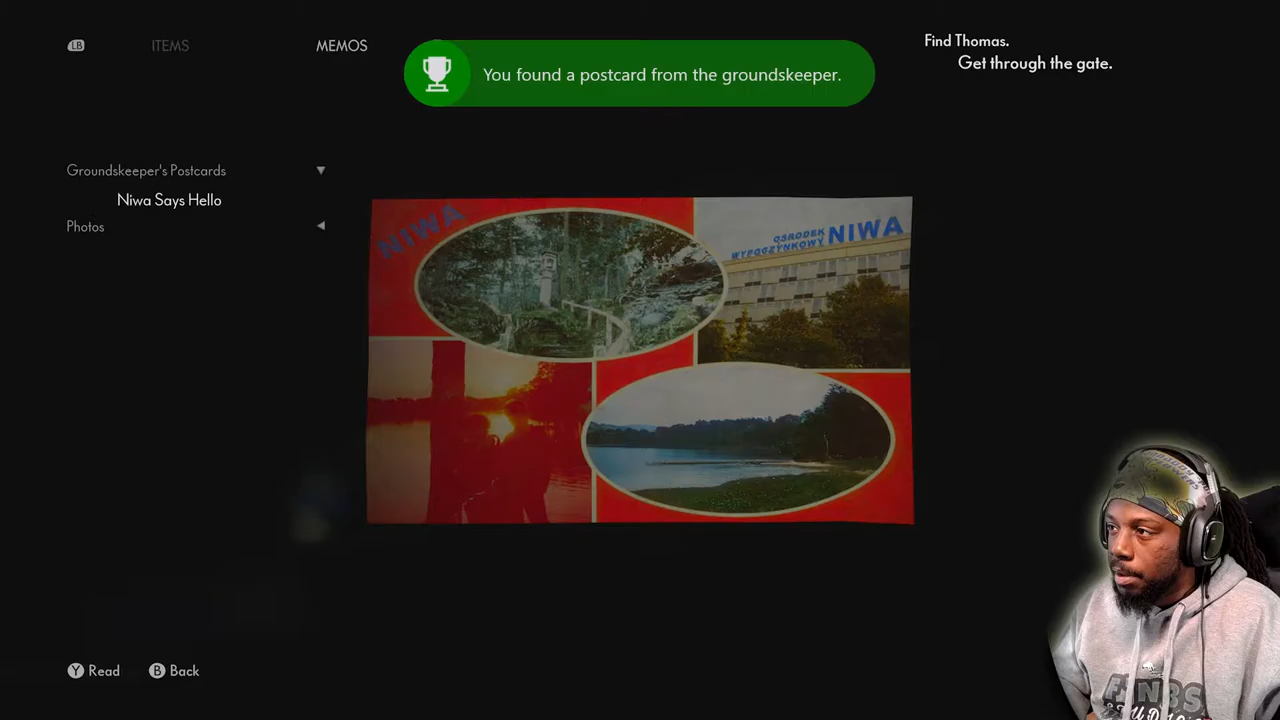 LB
ITEMS
MEMOS
You found a postcard from the groundskeeper.
Find Thomas.
Get through the gate.
Groundskeeper's Postcards
Niwa Says Hello
Photos
NIWA
OŚRODEK
WYPOCZYNKOWY NIWA
Y Read
B Back